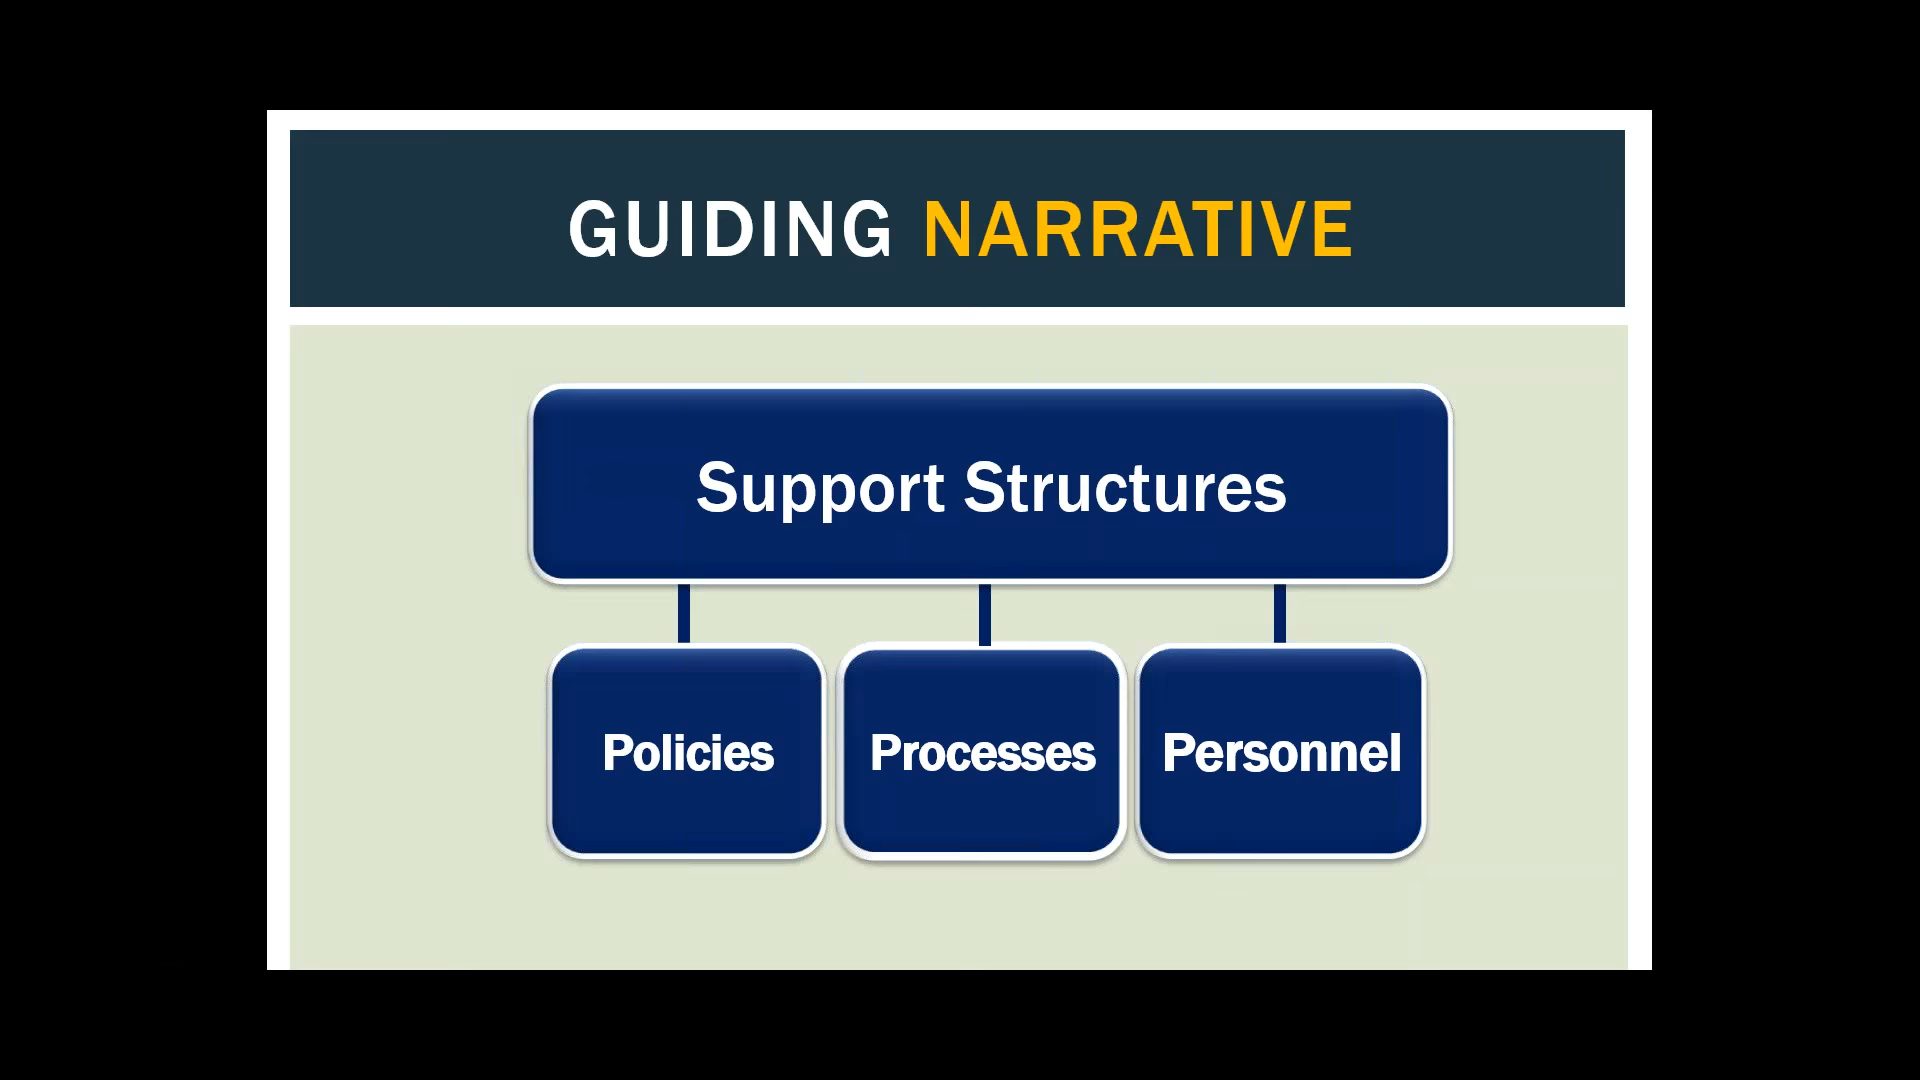 GUIDING NARRATIVE
Support Structures
Policies
Processes
Personnel